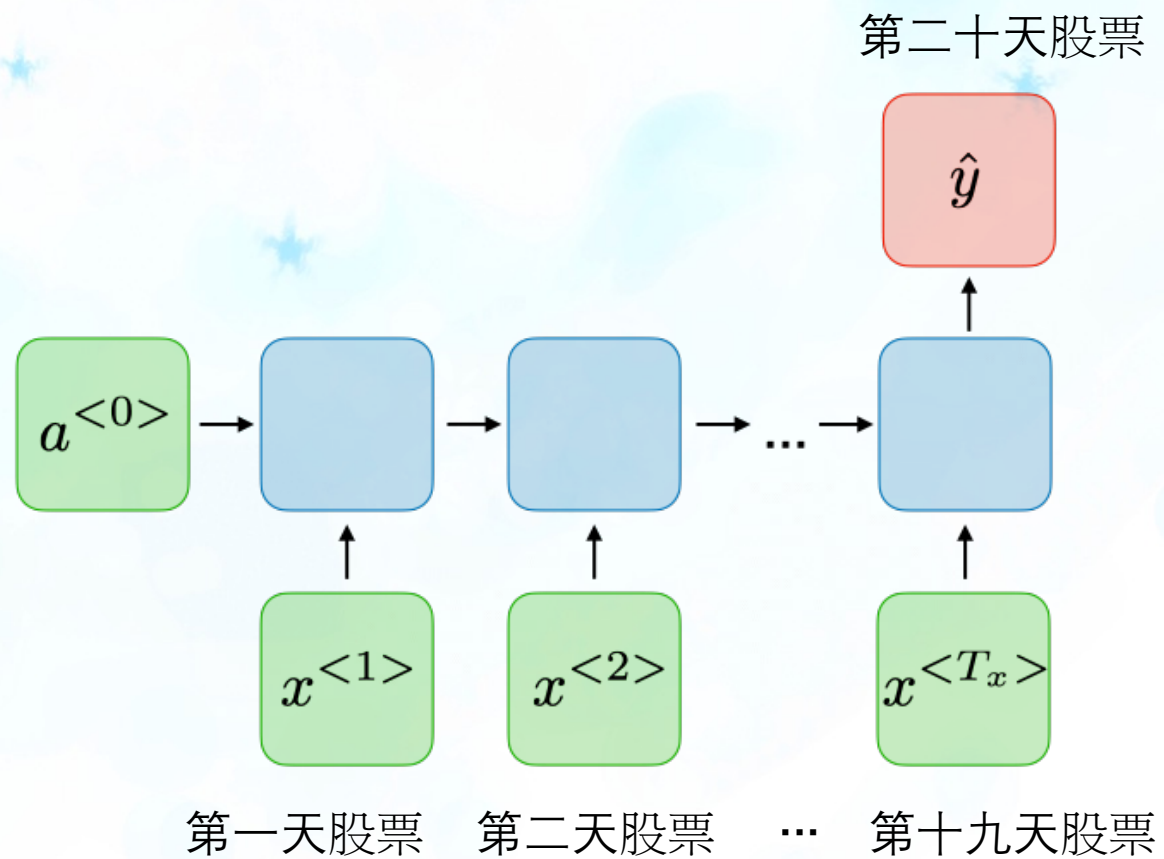 第二十天股票
ŷ
a<0>
...
x<1> x<2> x<Tx>
第一天股票 第二天股票 ... 第十九天股票